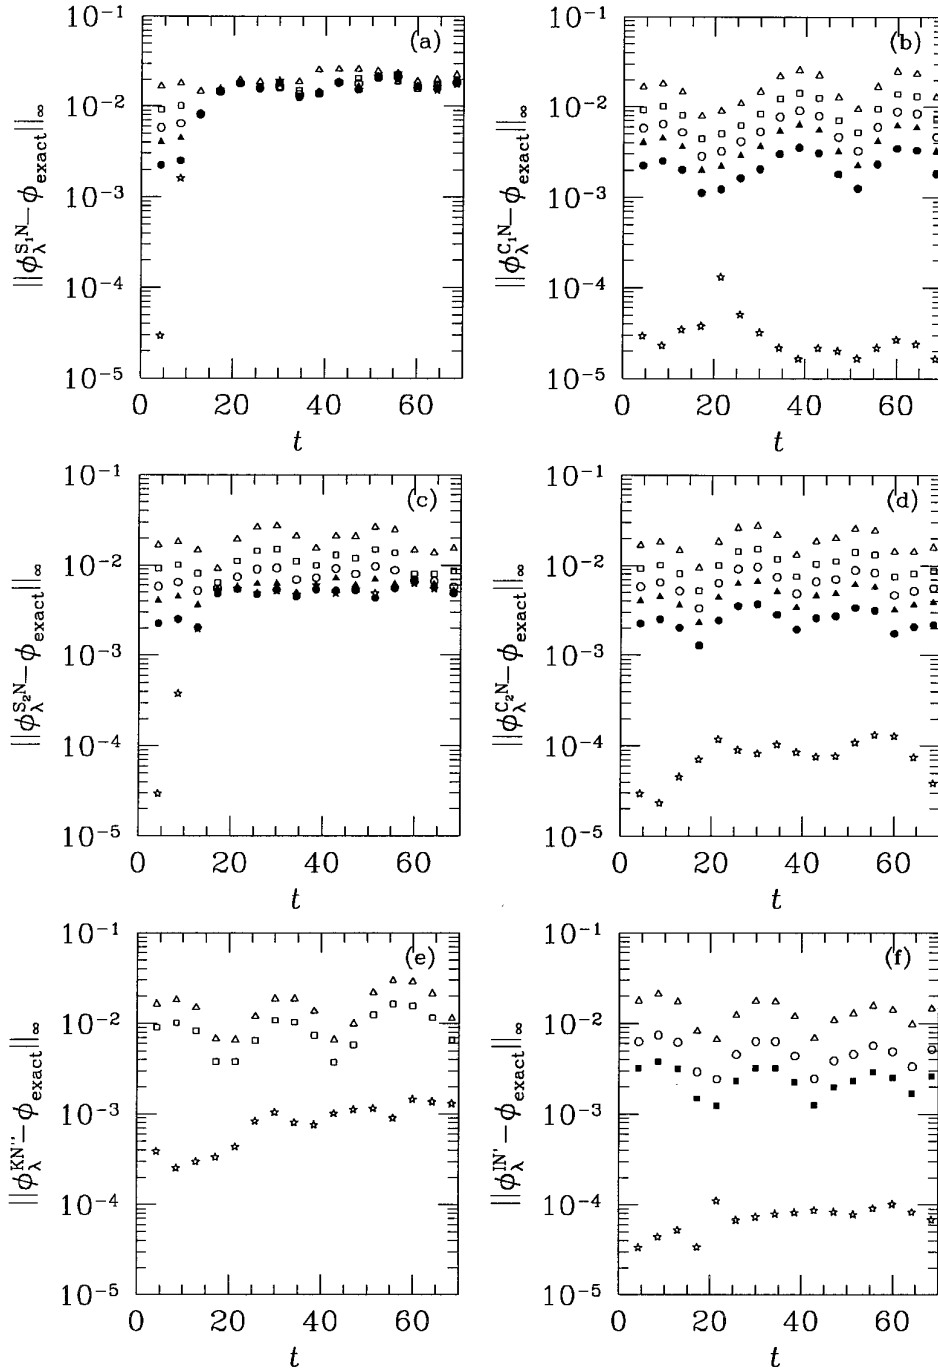 (a)
||ϕ_λ^{S₁N} − ϕ_exact||_∞
10^{-1}
10^{-2}
10^{-3}
10^{-4}
10^{-5}
0 20 40 60
t
(b)
||ϕ_λ^{C₁N} − ϕ_exact||_∞
10^{-1}
10^{-2}
10^{-3}
10^{-4}
10^{-5}
0 20 40 60
t
(c)
||ϕ_λ^{S₂N} − ϕ_exact||_∞
10^{-1}
10^{-2}
10^{-3}
10^{-4}
10^{-5}
0 20 40 60
t
(d)
||ϕ_λ^{C₂N} − ϕ_exact||_∞
10^{-1}
10^{-2}
10^{-3}
10^{-4}
10^{-5}
0 20 40 60
t
(e)
||ϕ_λ^{KN''} − ϕ_exact||_∞
10^{-1}
10^{-2}
10^{-3}
10^{-4}
10^{-5}
0 20 40 60
t
(f)
||ϕ_λ^{IN'} − ϕ_exact||_∞
10^{-1}
10^{-2}
10^{-3}
10^{-4}
10^{-5}
0 20 40 60
t